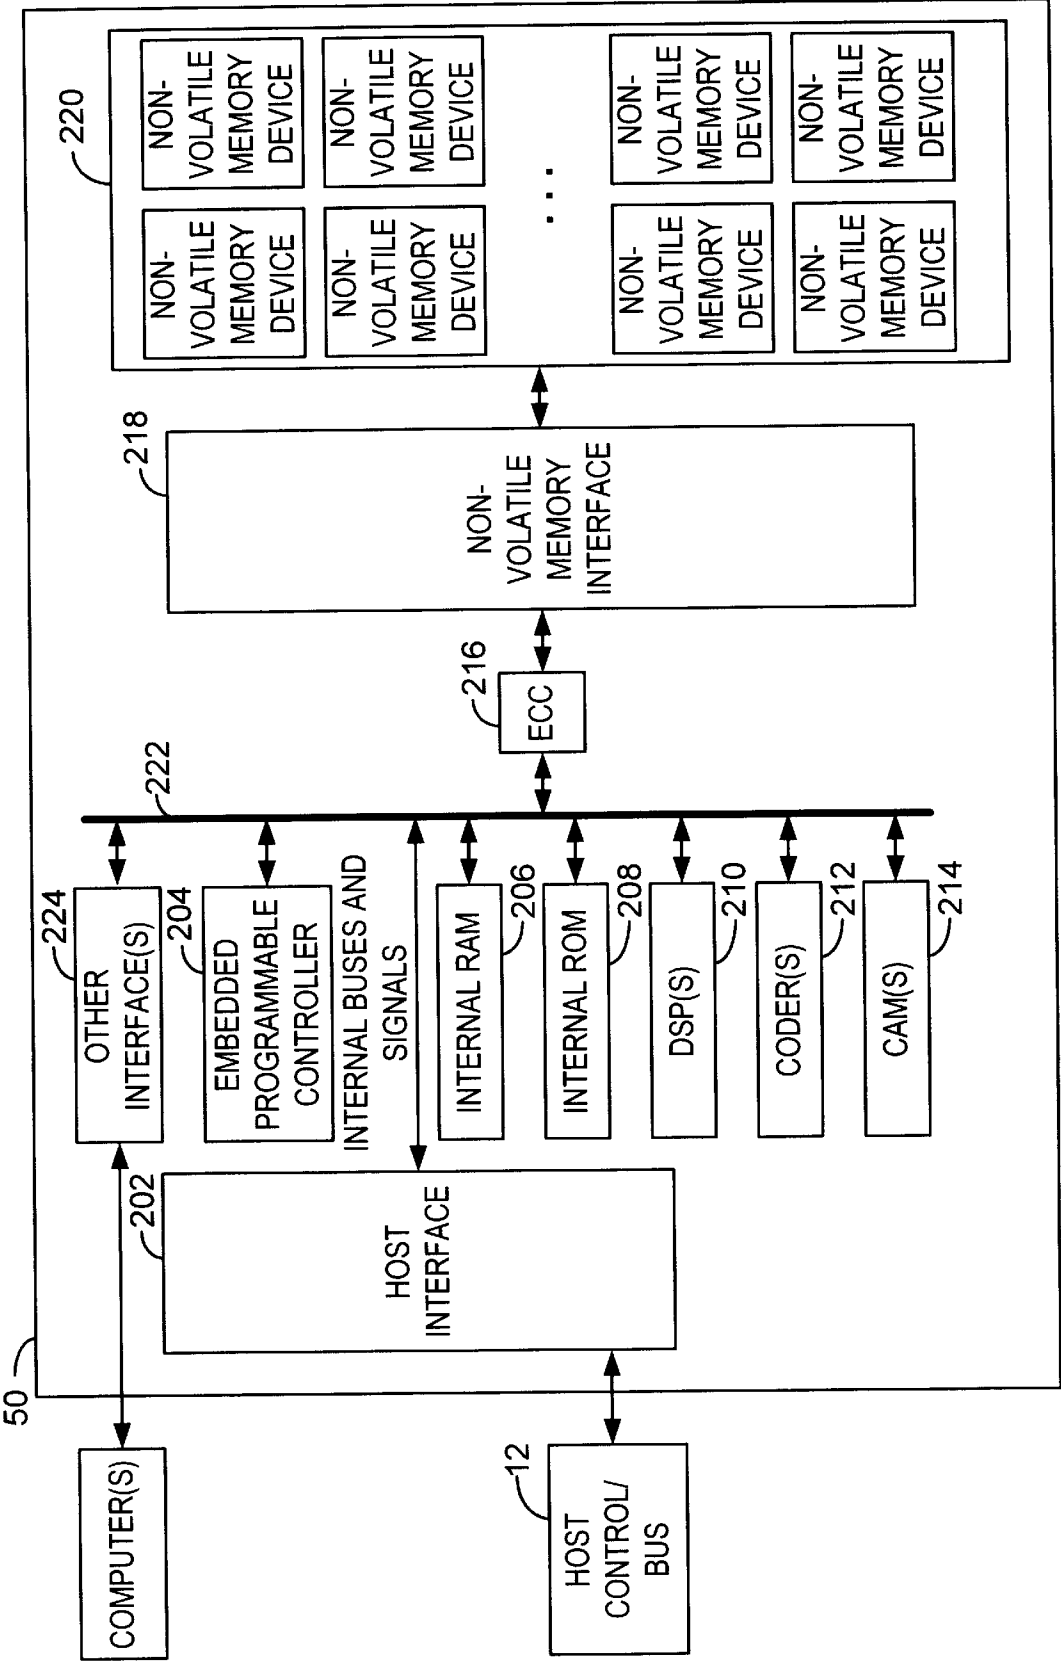 50
COMPUTER(S)
12
HOST
CONTROL/
BUS
202
HOST
INTERFACE
224
OTHER
INTERFACE(S)
204
EMBEDDED
PROGRAMMABLE
CONTROLLER
INTERNAL BUSES AND
SIGNALS
INTERNAL RAM
206
INTERNAL ROM
208
DSP(S)
210
CODER(S)
212
CAM(S)
214
222
216
ECC
218
NON-
VOLATILE
MEMORY
INTERFACE
220
NON-
VOLATILE
MEMORY
DEVICE
NON-
VOLATILE
MEMORY
DEVICE
NON-
VOLATILE
MEMORY
DEVICE
NON-
VOLATILE
MEMORY
DEVICE
...
NON-
VOLATILE
MEMORY
DEVICE
NON-
VOLATILE
MEMORY
DEVICE
NON-
VOLATILE
MEMORY
DEVICE
NON-
VOLATILE
MEMORY
DEVICE